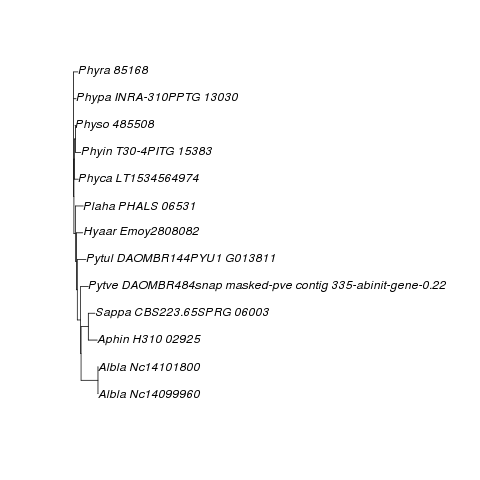 Phyra 85168
Phypa INRA-310PPTG 13030
Physo 485508
Phyin T30-4PITG 15383
Phyca LT1534564974
Plaha PHALS 06531
Hyaar Emoy2808082
Pytul DAOMBR144PYU1 G013811
Pytve DAOMBR484snap masked-pve contig 335-abinit-gene-0.22
Sappa CBS223.65SPRG 06003
Aphin H310 02925
Albla Nc14101800
Albla Nc14099960